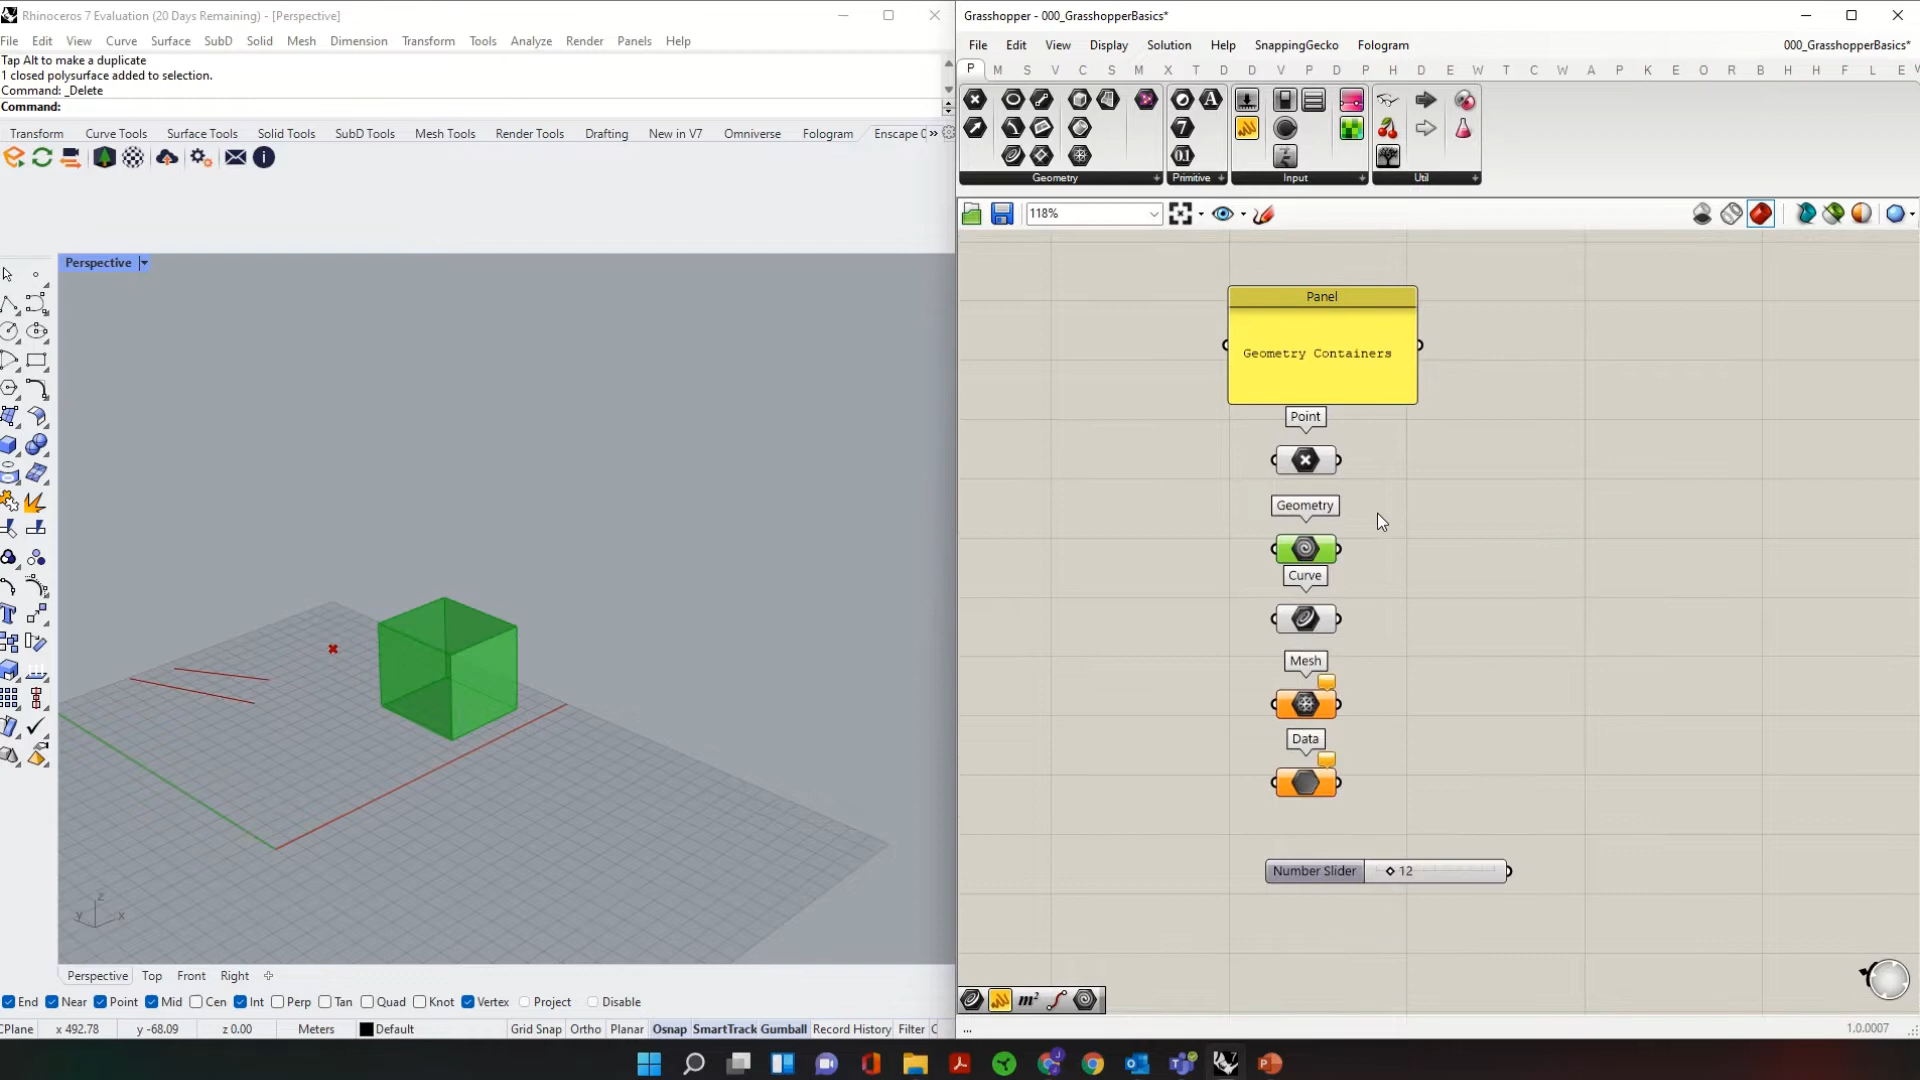 Rhinoceros 7 Evaluation (20 Days Remaining) - [Perspective]
File Edit View Curve Surface SubD Solid Mesh Dimension Transform Tools Analyze Render Panels Help
Tap Alt to make a duplicate
1 closed polysurface added to selection.
Command: _Delete
Command:
Transform Curve Tools Surface Tools Solid Tools SubD Tools Mesh Tools Render Tools Drafting New in V7 Omniverse Fologram Enscape
Perspective
z
y x
Perspective Top Front Right
End Near Point Mid Cen Int Perp Tan Quad Knot Vertex Project Disable
CPlane x 492.78 y -68.09 z 0.00 Meters Default Grid Snap Ortho Planar Osnap SmartTrack Gumball Record History Filter C
Grasshopper - 000_GrasshopperBasics*
File Edit View Display Solution Help SnappingGecko Fologram 000_GrasshopperBasics*
P M S V C S M X T D D V P D P H D E W T C W A P K E O R B H H F L E
Geometry Primitive Input Util
118%
Panel
Geometry Containers
Point
Geometry
Curve
Mesh
Data
Number Slider 12
m²
... 1.0.0007